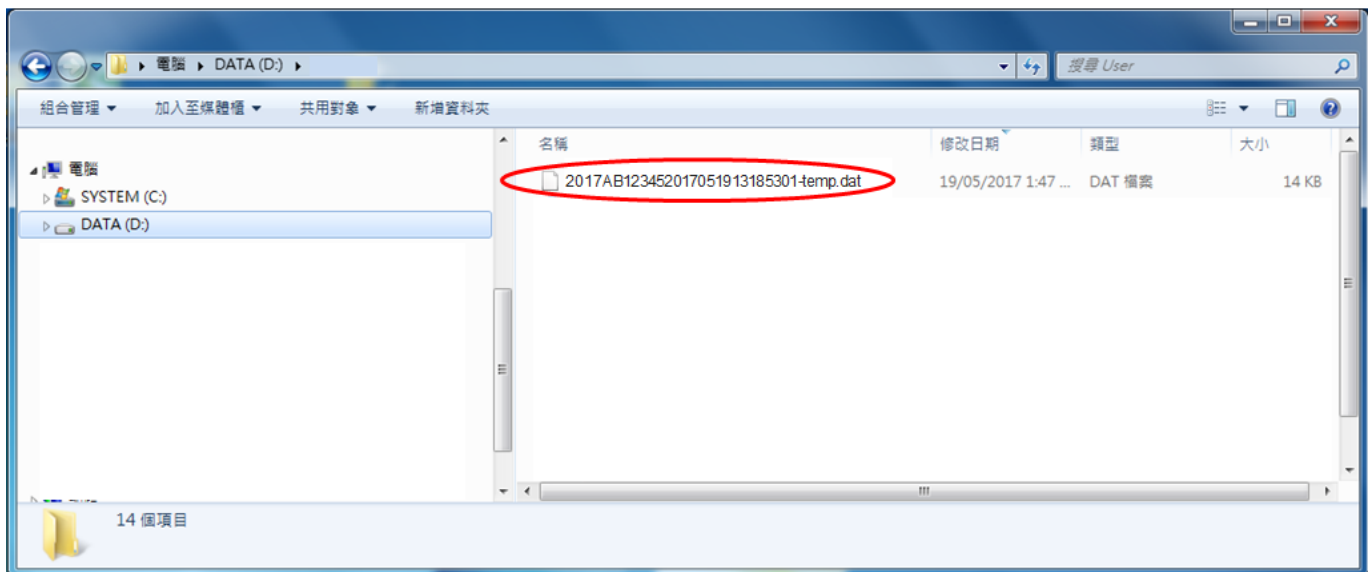 電腦 ▸ DATA (D:) ▸
搜尋 User
組合管理 加入至媒體櫃 共用對象 新增資料夾
名稱 修改日期 類型 大小
電腦
2017AB123452017051913185301-temp.dat 19/05/2017 1:47 ... DAT 檔案 14 KB
SYSTEM (C:)
DATA (D:)
14 個項目